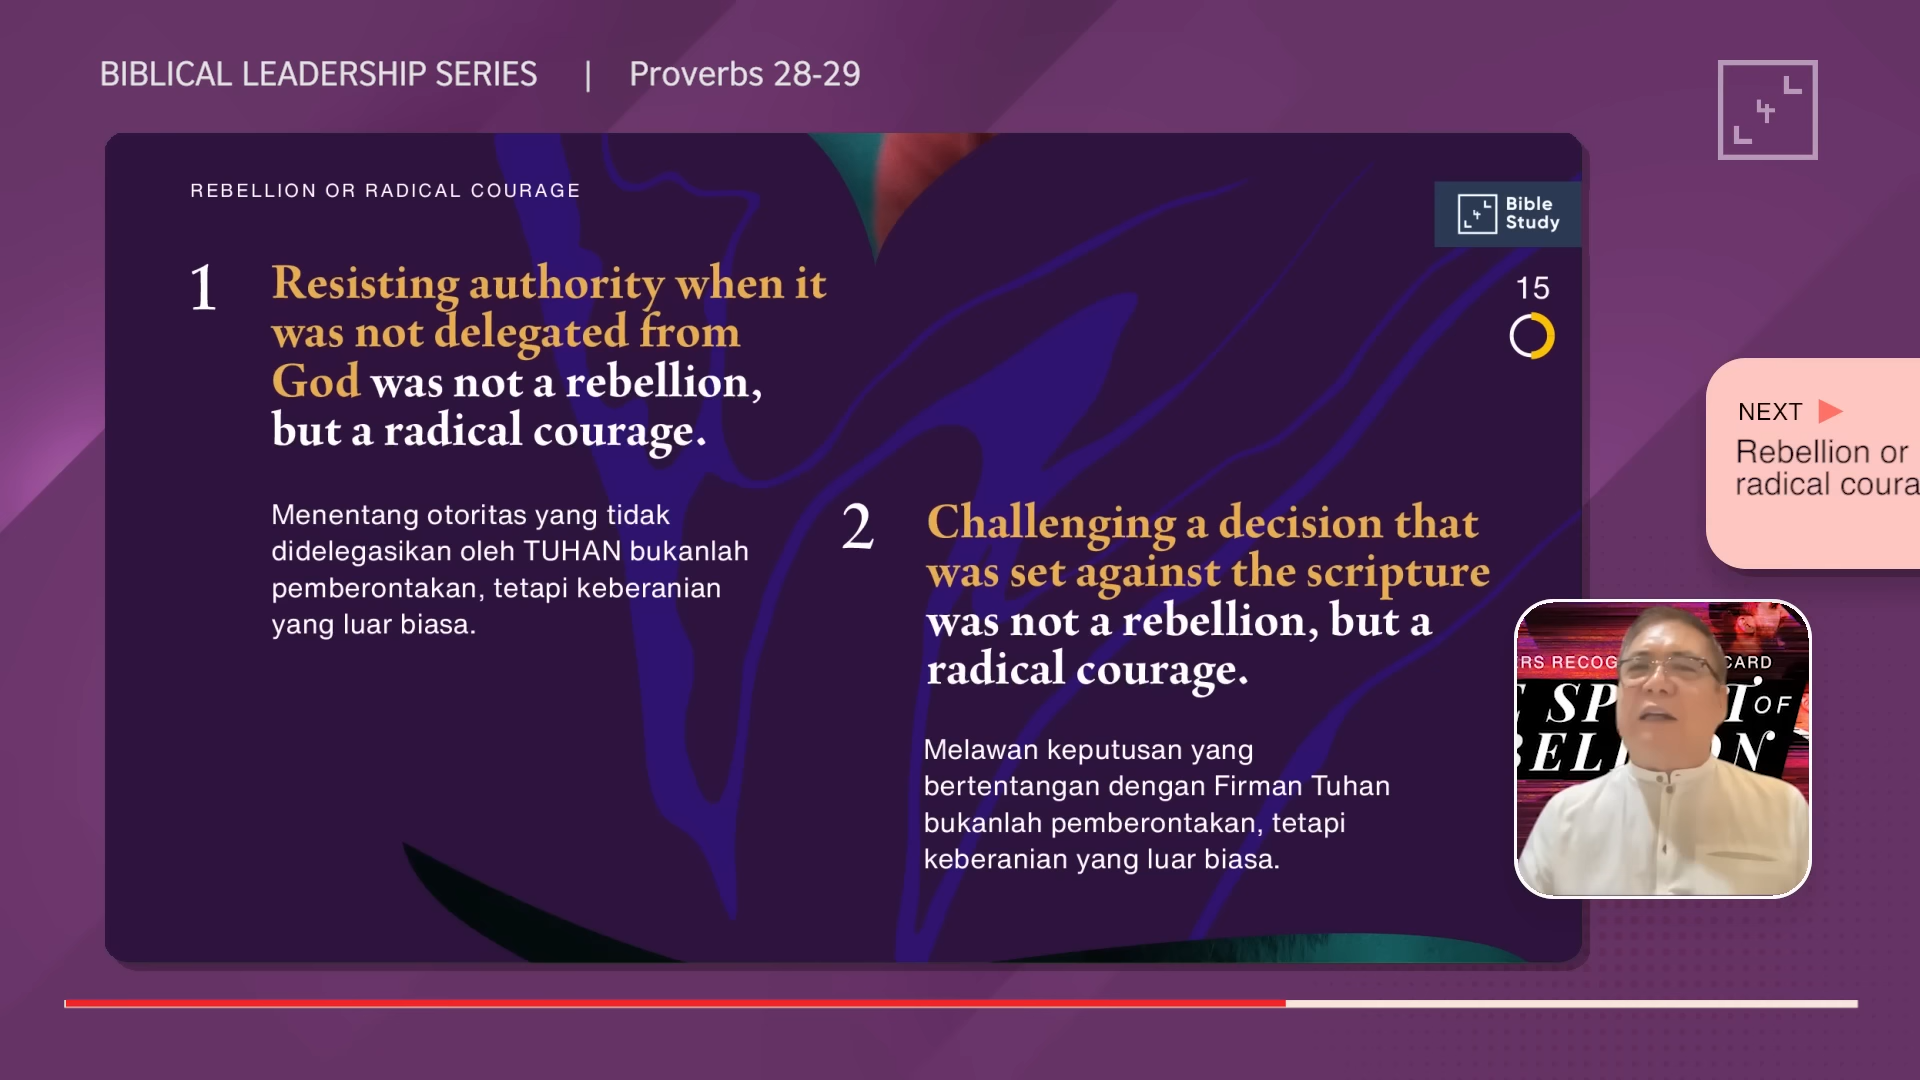 BIBLICAL LEADERSHIP SERIES | Proverbs 28-29
REBELLION OR RADICAL COURAGE
Bible
Study
15
1
Resisting authority when it
was not delegated from
God was not a rebellion,
but a radical courage.
Menentang otoritas yang tidak
didelegasikan oleh TUHAN bukanlah
pemberontakan, tetapi keberanian
yang luar biasa.
2
Challenging a decision that
was set against the scripture
was not a rebellion, but a
radical courage.
Melawan keputusan yang
bertentangan dengan Firman Tuhan
bukanlah pemberontakan, tetapi
keberanian yang luar biasa.
NEXT
Rebellion or
radical coura
OF